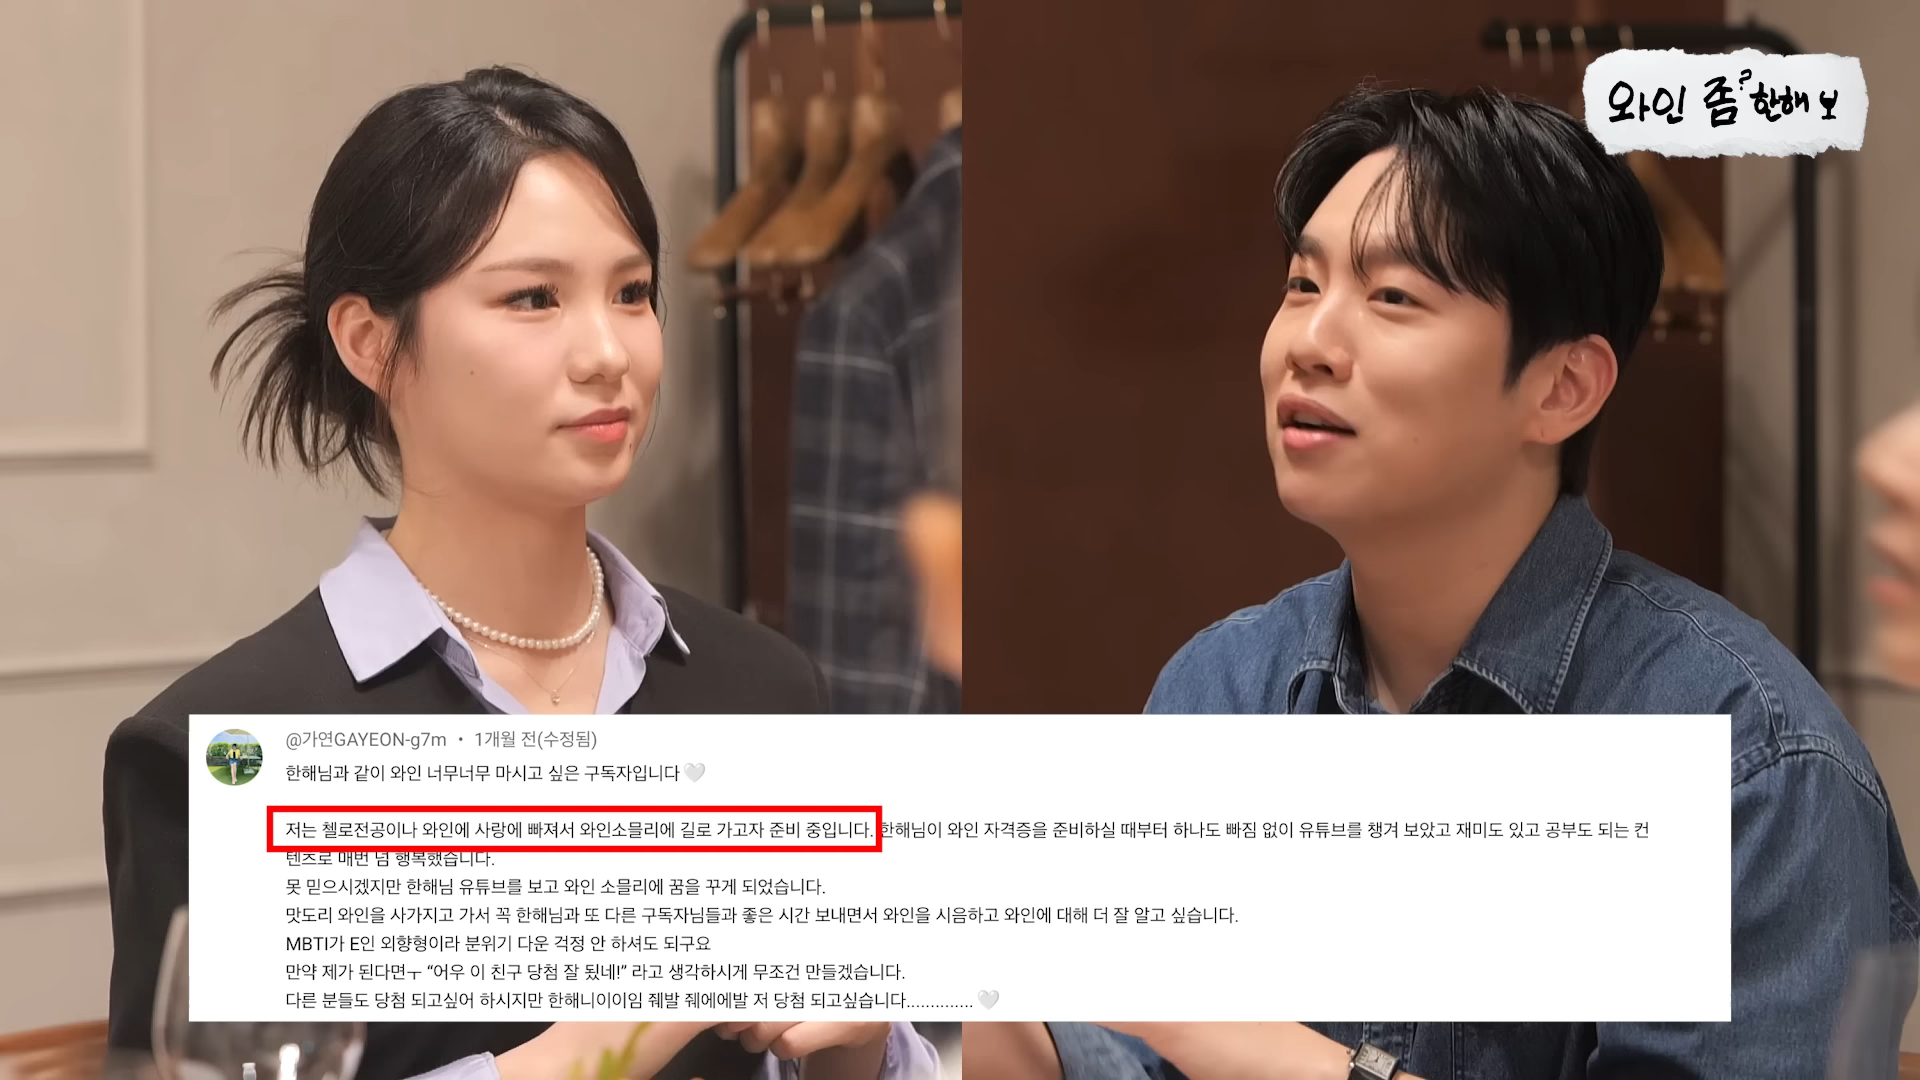 와인 좀? 한해 보
@가연GAYEON-g7m • 1개월 전(수정됨)
한해님과 같이 와인 너무너무 마시고 싶은 구독자입니다🤍
저는 첼로전공이나 와인에 사랑에 빠져서 와인소믈리에 길로 가고자 준비 중입니다. 한해님이 와인 자격증을 준비하실 때부터 하나도 빠짐 없이 유튜브를 챙겨 보았고 재미도 있고 공부도 되는 컨
텐츠로 매번 넘 행복했습니다.
못 믿으시겠지만 한해님 유튜브를 보고 와인 소믈리에 꿈을 꾸게 되었습니다.
맛도리 와인을 사가지고 가서 꼭 한해님과 또 다른 구독자님들과 좋은 시간 보내면서 와인을 시음하고 와인에 대해 더 잘 알고 싶습니다.
MBTI가 E인 외향형이라 분위기 다운 걱정 안 하셔도 되구요
만약 제가 된다면ㅜ “어우 이 친구 당첨 잘 됬네!” 라고 생각하시게 무조건 만들겠습니다.
다른 분들도 당첨 되고싶어 하시지만 한해니이이임 줴발 줴에에발 저 당첨 되고싶습니다..............🤍